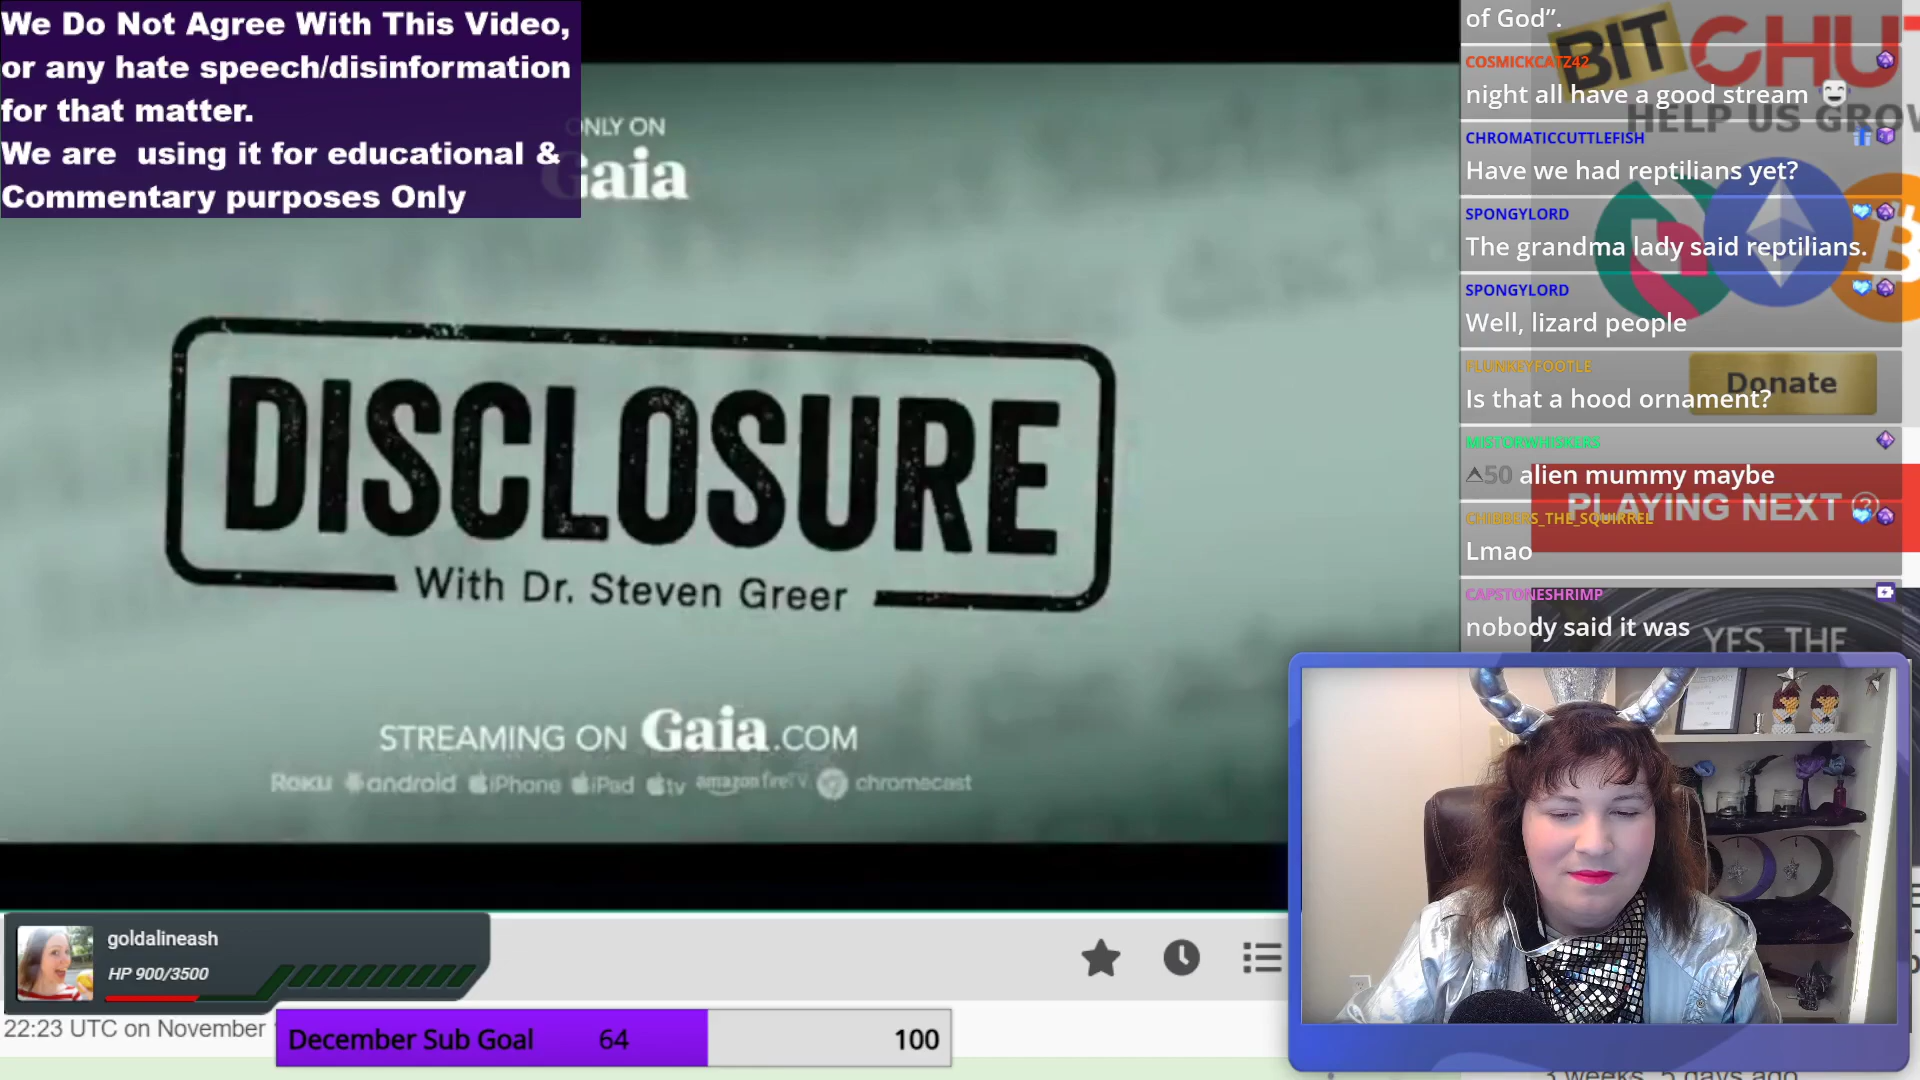 We Do Not Agree With This Video,
or any hate speech/disinformation
for that matter.
We are using it for educational &
Commentary purposes Only
ONLY ON
Gaia
DISCLOSURE
With Dr. Steven Greer
STREAMING ON Gaia.COM
Roku android iPhone iPad tv amazon fireTV chromecast
goldalineash
HP 900/3500
22:23 UTC on November
December Sub Goal 64 100
of God”.
COSMICKCATZ42
night all have a good stream
CHROMATICCUTTLEFISH
Have we had reptilians yet?
SPONGYLORD
The grandma lady said reptilians.
SPONGYLORD
Well, lizard people
FLUNKEYFOOTLE
Is that a hood ornament?
MISTORWHISKERS
50 alien mummy maybe
CHIBBERS_THE_SQUIRREL
Lmao
CAPSTONESHRIMP
nobody said it was
BITCHUT
HELP US GROW
Donate
PLAYING NEXT
YES, THE
3 weeks, 5 days ago